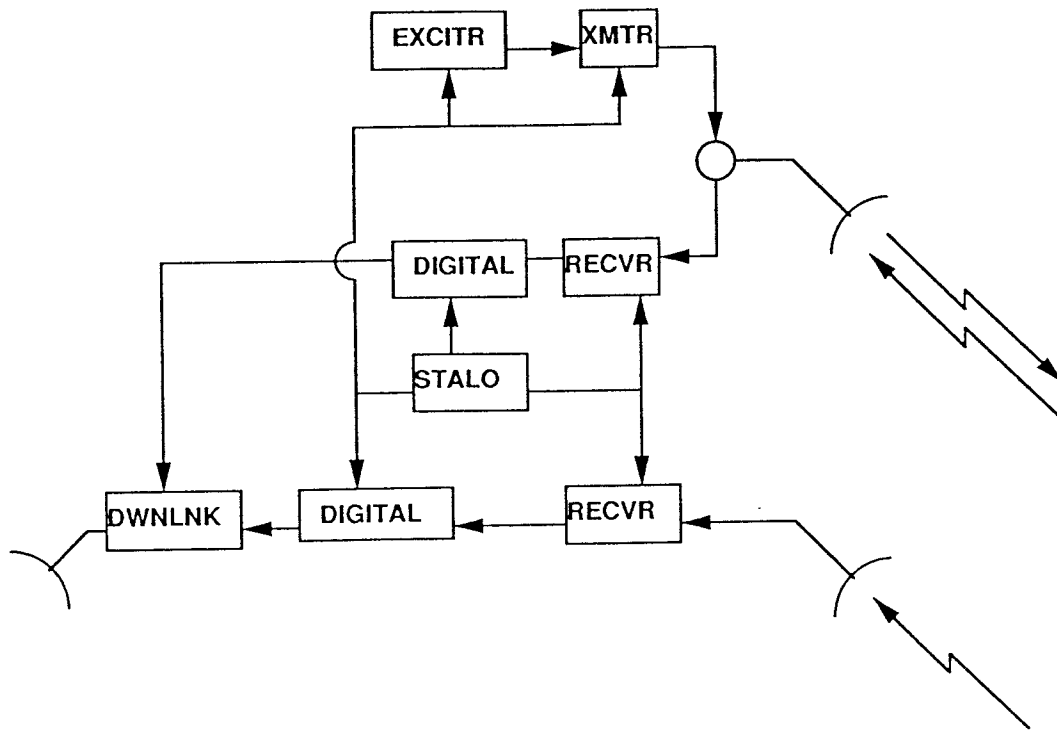 EXCITR
XMTR
DIGITAL
RECVR
STALO
DWNLNK
DIGITAL
RECVR